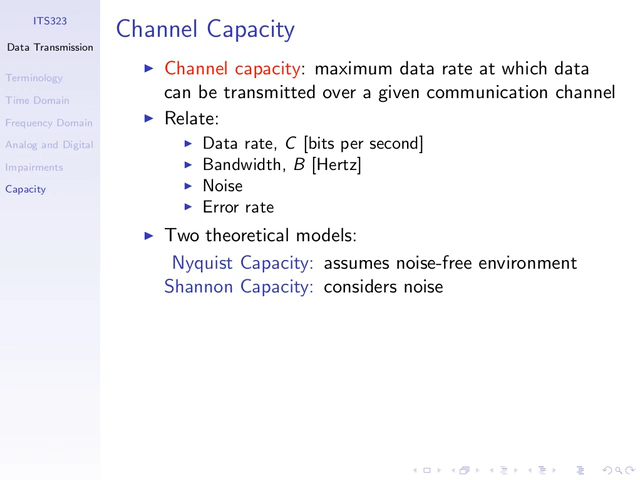 ITS323
Data Transmission
Terminology
Time Domain
Frequency Domain
Analog and Digital
Impairments
Capacity
Channel Capacity
Channel capacity: maximum data rate at which data
can be transmitted over a given communication channel
Relate:
Data rate, C [bits per second]
Bandwidth, B [Hertz]
Noise
Error rate
Two theoretical models:
Nyquist Capacity: assumes noise-free environment
Shannon Capacity: considers noise